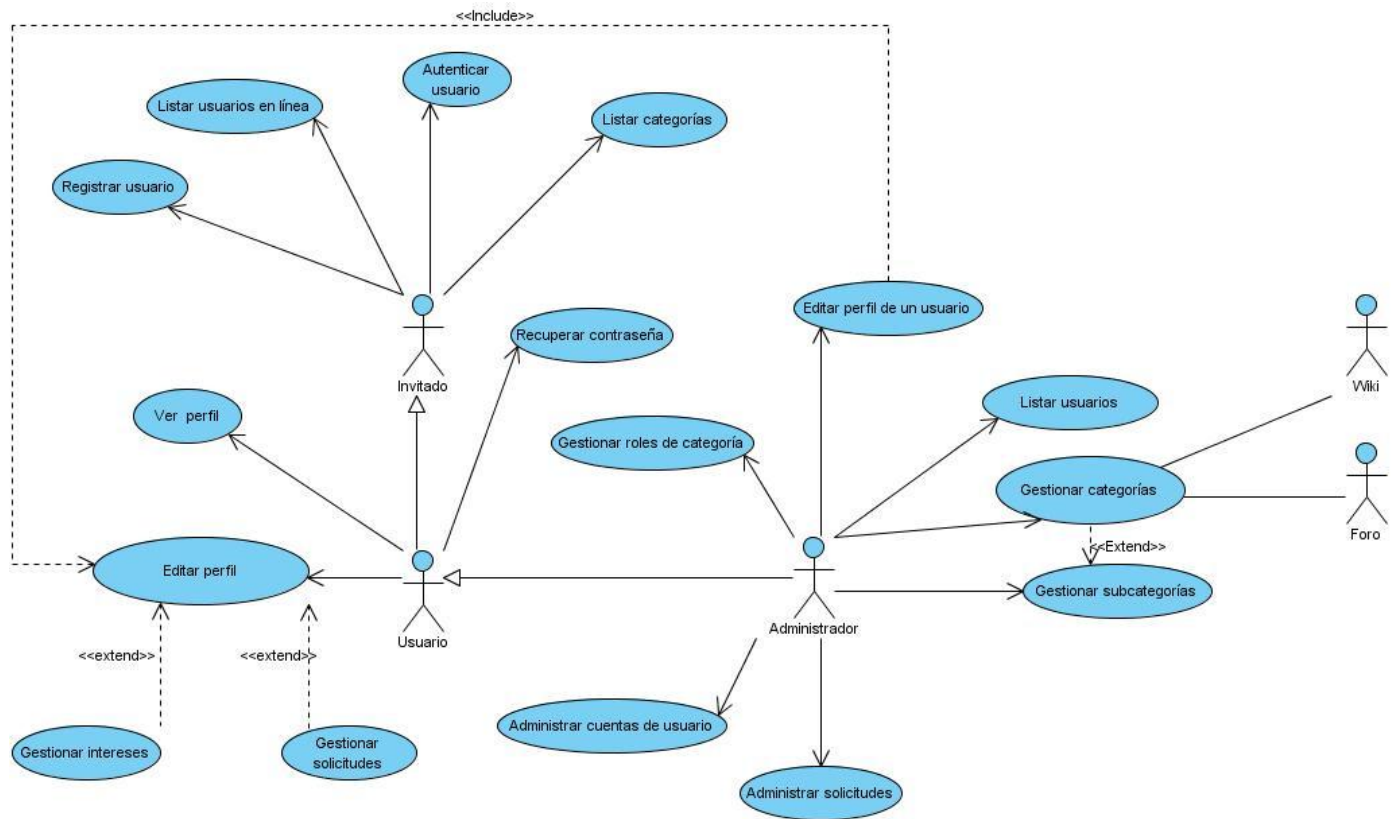 <<Include>>
Autenticar
usuario
Listar usuarios en línea
Listar categorías
Registrar usuario
Editar perfil de un usuario
Recuperar contraseña
Invitado
Wiki
Listar usuarios
Ver perfil
Gestionar roles de categoría
Gestionar categorías
Foro
<<Extend>>
Editar perfil
Gestionar subcategorías
Usuario
Administrador
<<extend>>
<<extend>>
Administrar cuentas de usuario
Gestionar intereses
Gestionar
solicitudes
Administrar solicitudes